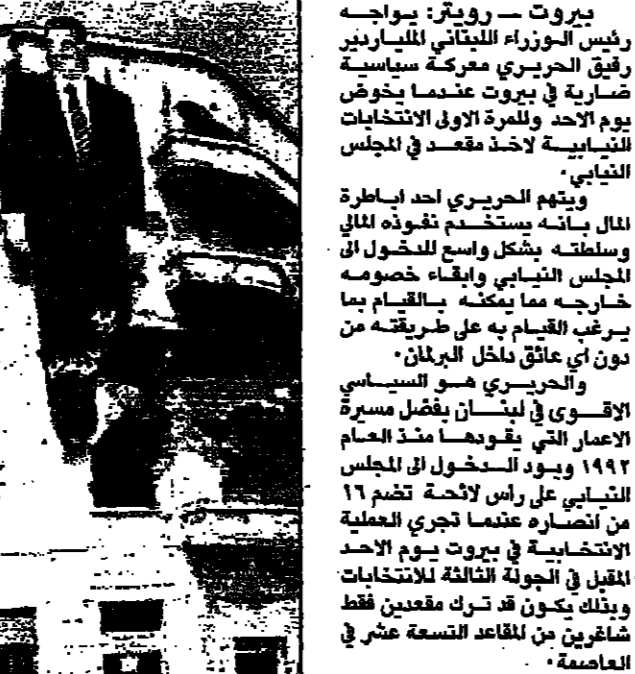 بيروت – رويتر: يواجه
رئيس الوزراء اللبناني الملياردير
رفيق الحريري معركة سياسية
ضارية في بيروت عندما يخوض
يوم الاحد وللمرة الاولى الانتخابات
النيابية لاخذ مقعد في المجلس
النيابي.
ويتهم الحريري احد اباطرة
المال بانه يستخدم نفوذه المالي
وسلطته بشكل واسع للدخول الى
المجلس النيابي وابقاء خصومه
خارجه مما يمكنه بالقيام بما
يرغب القيام به على طريقته من
دون اي عائق داخل البرلمان.
والحريري هو السياسي
الاقوى في لبنان بفضل مسيرة
الاعمار التي يقودها منذ العام
١٩٩٢ ويود الدخول الى المجلس
النيابي على راس لائحة تضم ١٦
من انصاره عندما تجري العملية
الانتخابية في بيروت يوم الاحد
المقبل في الجولة الثالثة للانتخابات
وبذلك يكون قد ترك مقعدين فقط
شاغرين من المقاعد التسعة عشر في
العاصمة.